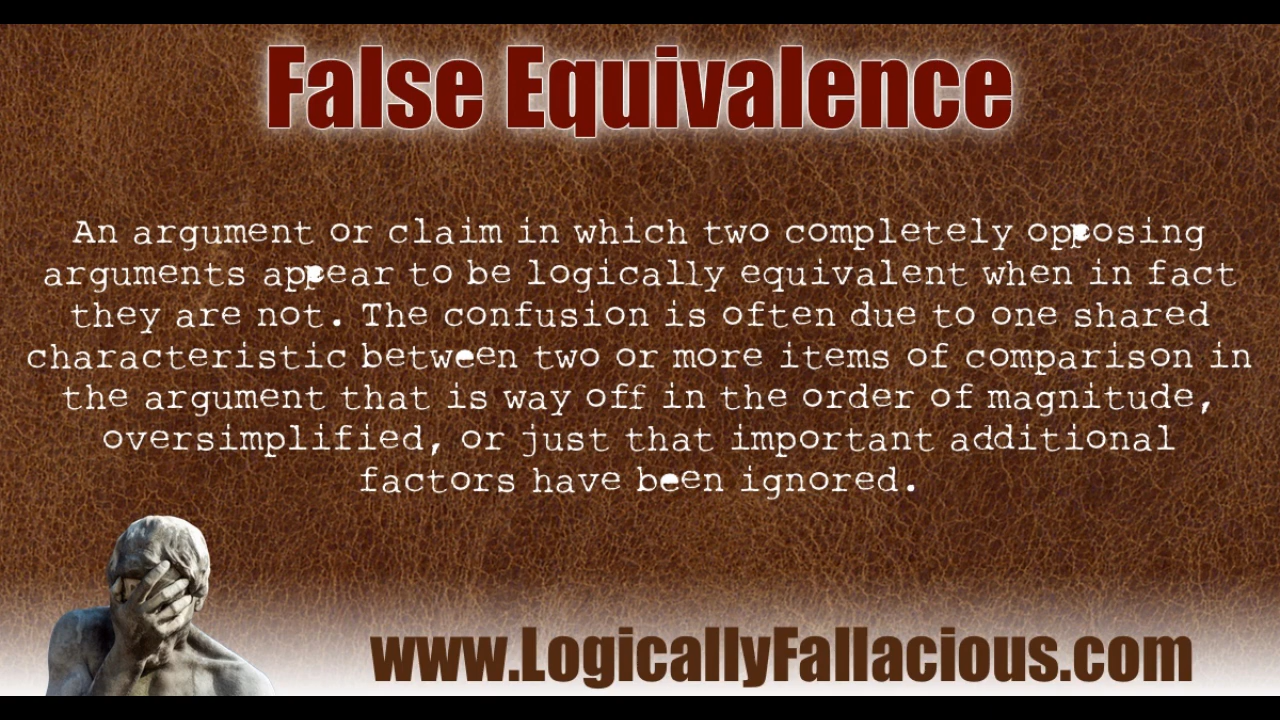 False Equivalence
An argument or claim in which two completely opposing
arguments appear to be logically equivalent when in fact
they are not. The confusion is often due to one shared
characteristic between two or more items of comparison in
the argument that is way off in the order of magnitude,
oversimplified, or just that important additional
factors have been ignored.
www.LogicallyFallacious.com